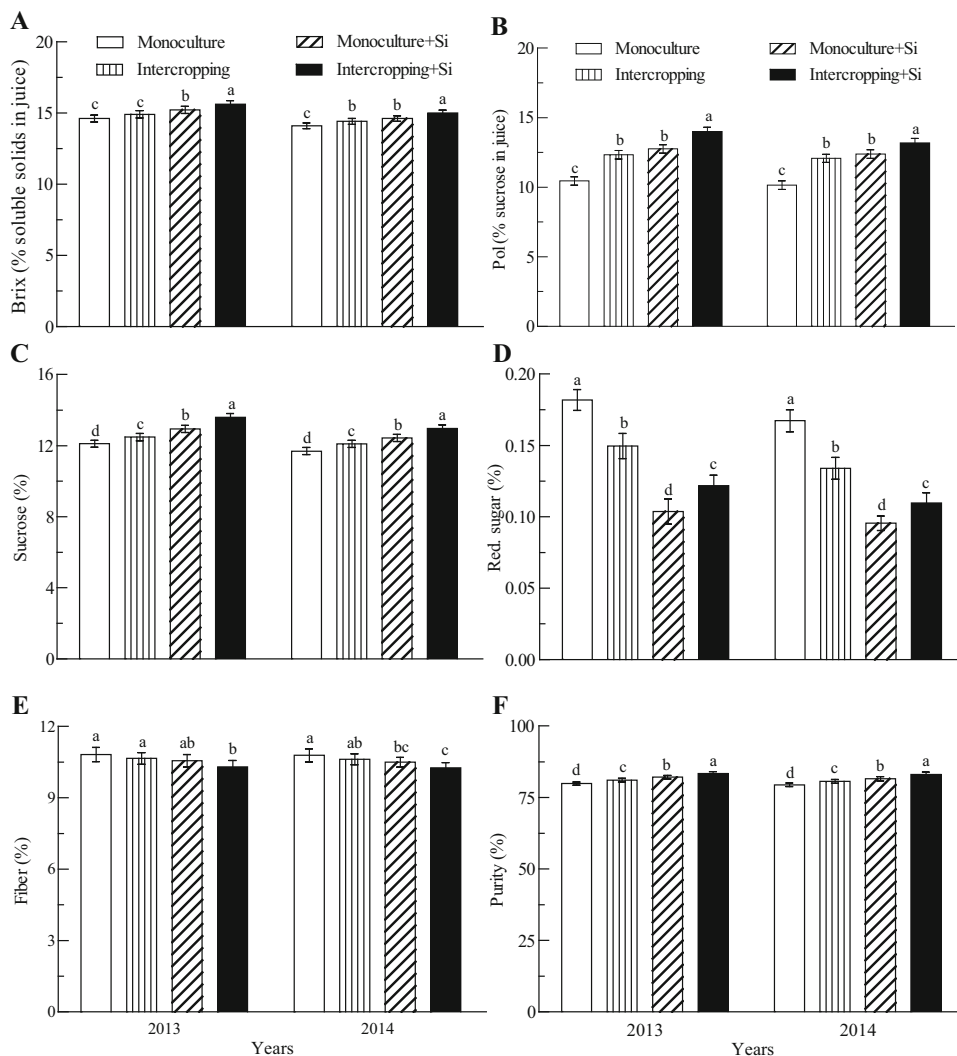 A
Brix (% soluble solids in juice)
20
15
10
5
0
Monoculture
Intercropping
Monoculture+Si
Intercropping+Si
c c b a
c b b a
B
Pol (% sucrose in juice)
20
15
10
5
0
Monoculture
Intercropping
Monoculture+Si
Intercropping+Si
c b b a
c b b a
C
Sucrose (%)
16
12
8
4
0
d c b a
d c b a
D
Red. sugar (%)
0.20
0.15
0.10
0.05
0.00
a b d c
a b d c
E
Fiber (%)
12
9
6
3
0
a a ab b
a ab bc c
2013 2014
Years
F
Purity (%)
100
75
50
25
0
d c b a
d c b a
2013 2014
Years